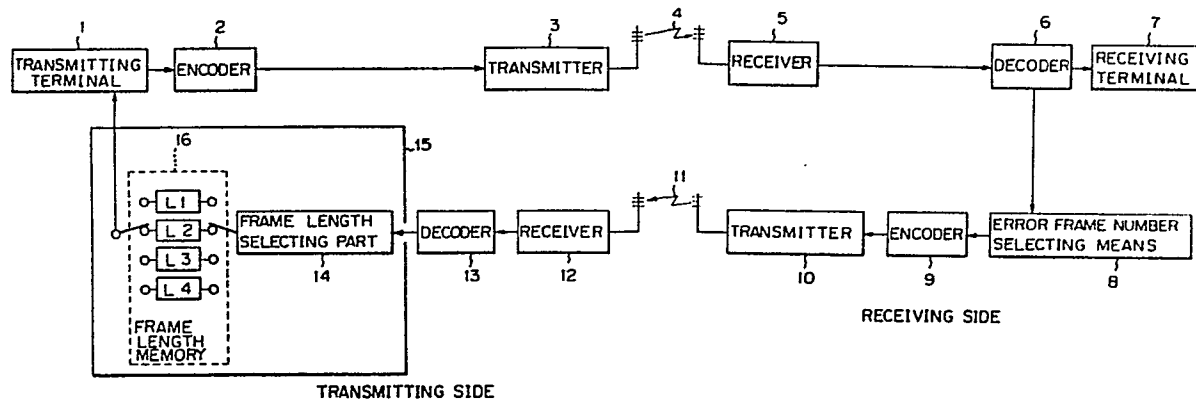 1
2
3
4
5
6
7
TRANSMITTING
TERMINAL
ENCODER
TRANSMITTER
RECEIVER
DECODER
RECEIVING
TERMINAL
16
15
11
L1
L2
L3
L4
FRAME
LENGTH
MEMORY
FRAME LENGTH
SELECTING PART
14
DECODER
13
RECEIVER
12
TRANSMITTER
10
ENCODER
9
ERROR FRAME NUMBER
SELECTING MEANS
8
RECEIVING SIDE
TRANSMITTING SIDE